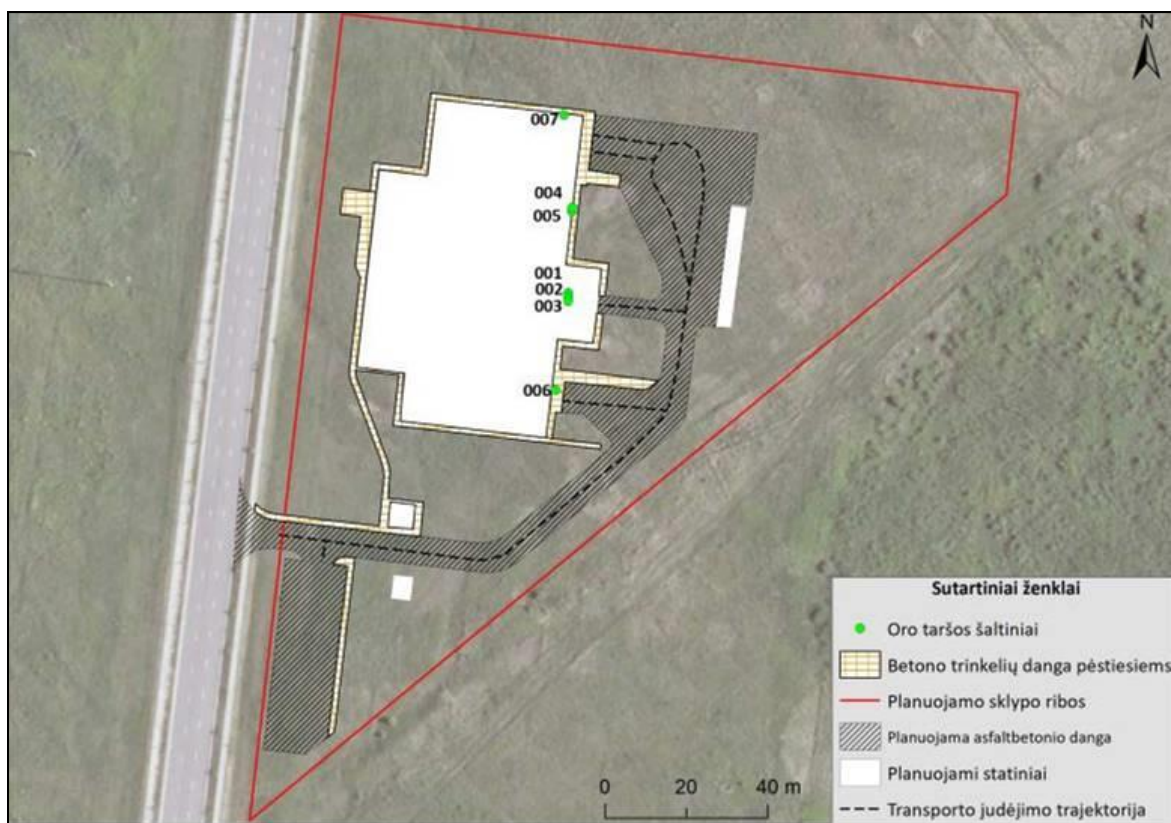 N
007
004
005
001
002
003
006
Sutartiniai ženklai
Oro taršos šaltiniai
Betono trinkelių danga pėstiesiems
Planuojamo sklypo ribos
Planuojama asfaltbetonio danga
Planuojami statiniai
Transporto judėjimo trajektorija
0 20 40 m